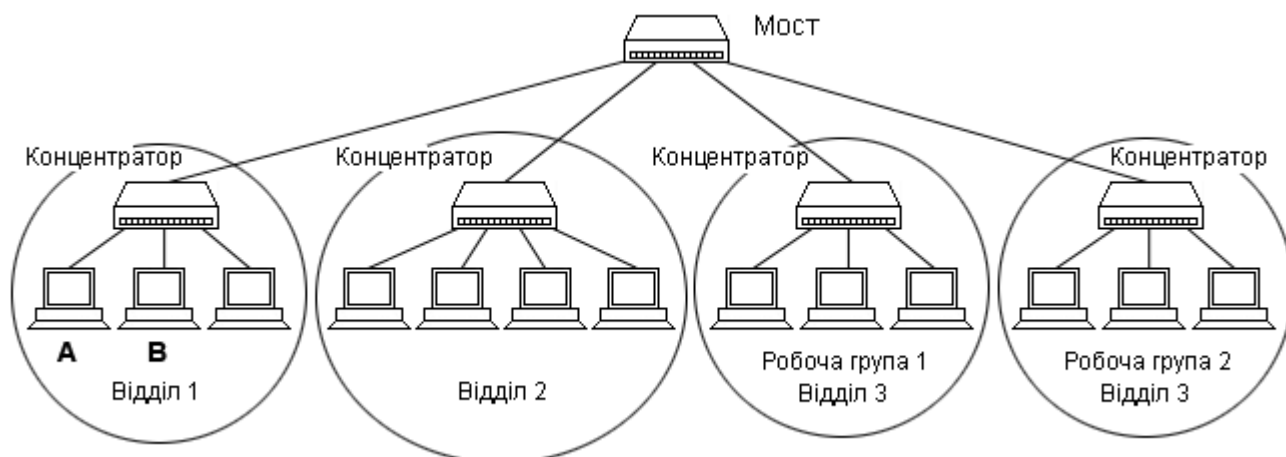 Мост
Концентратор
Концентратор
Концентратор
Концентратор
A
B
Відділ 1
Відділ 2
Робоча група 1
Відділ 3
Робоча група 2
Відділ 3